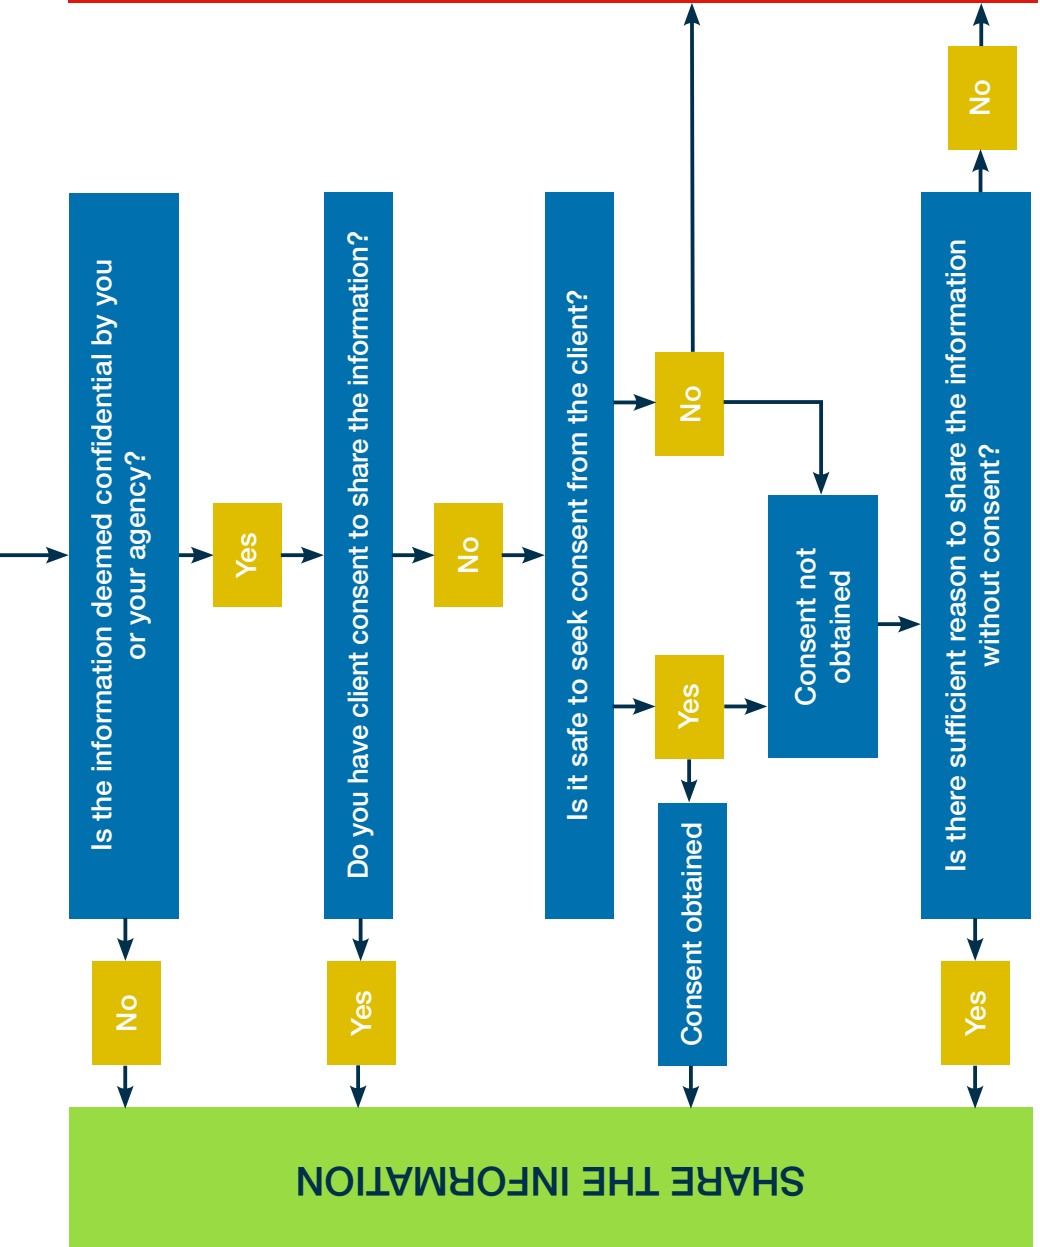 Is the information deemed confidential by you
or your agency?
No
Yes
Do you have client consent to share the information?
Yes
No
Is it safe to seek consent from the client?
Yes
No
Consent obtained
Consent not
obtained
Is there sufficient reason to share the information
without consent?
Yes
No
SHARE THE INFORMATION